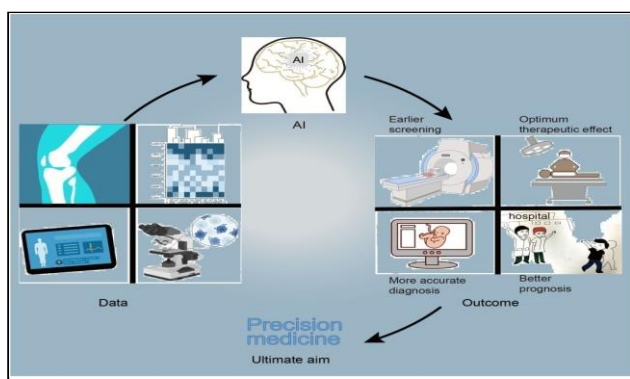 AI
AI
Earlier
screening
Optimum
therapeutic effect
hospital
More accurate
diagnosis
Better
prognosis
Data
Outcome
Precision
medicine
Ultimate aim